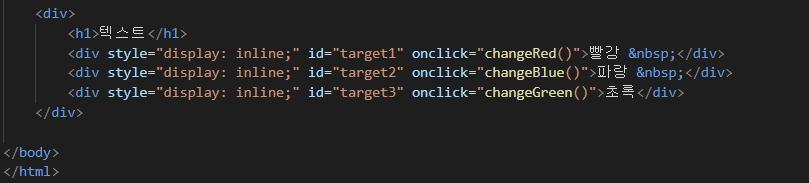 <div>
<h1>텍스트</h1>
<div style="display: inline;" id="target1" onclick="changeRed()">빨강 &nbsp;</div>
<div style="display: inline;" id="target2" onclick="changeBlue()">파랑 &nbsp;</div>
<div style="display: inline;" id="target3" onclick="changeGreen()">초록</div>
</div>
</body>
</html>